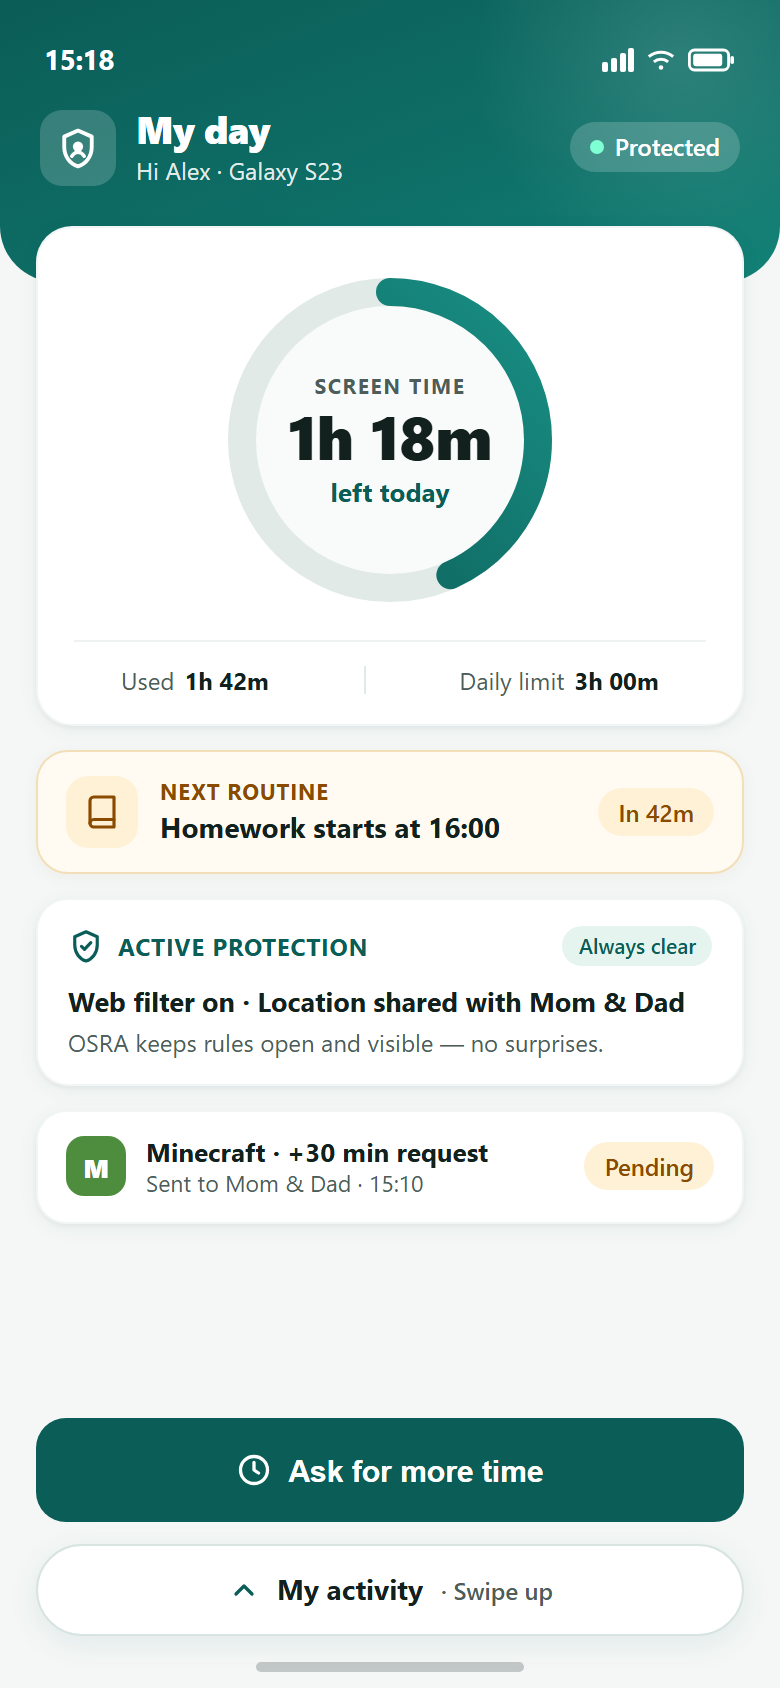 15:18
My day
Hi Alex · Galaxy S23
Protected
SCREEN TIME
1h 18m
left today
Used 1h 42m
Daily limit 3h 00m
NEXT ROUTINE
Homework starts at 16:00
In 42m
ACTIVE PROTECTION
Always clear
Web filter on · Location shared with Mom & Dad
OSRA keeps rules open and visible — no surprises.
M
Minecraft · +30 min request
Sent to Mom & Dad · 15:10
Pending
Ask for more time
My activity · Swipe up